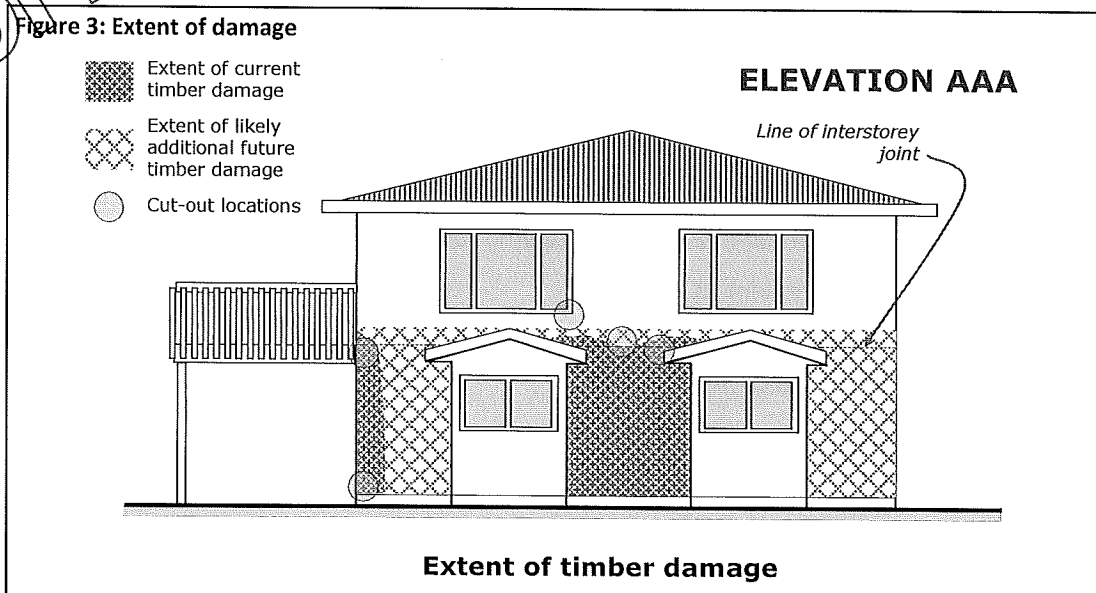 Figure 3: Extent of damage
Extent of current
timber damage
Extent of likely
additional future
timber damage
Cut-out locations
ELEVATION AAA
Line of interstorey
joint
Extent of timber damage